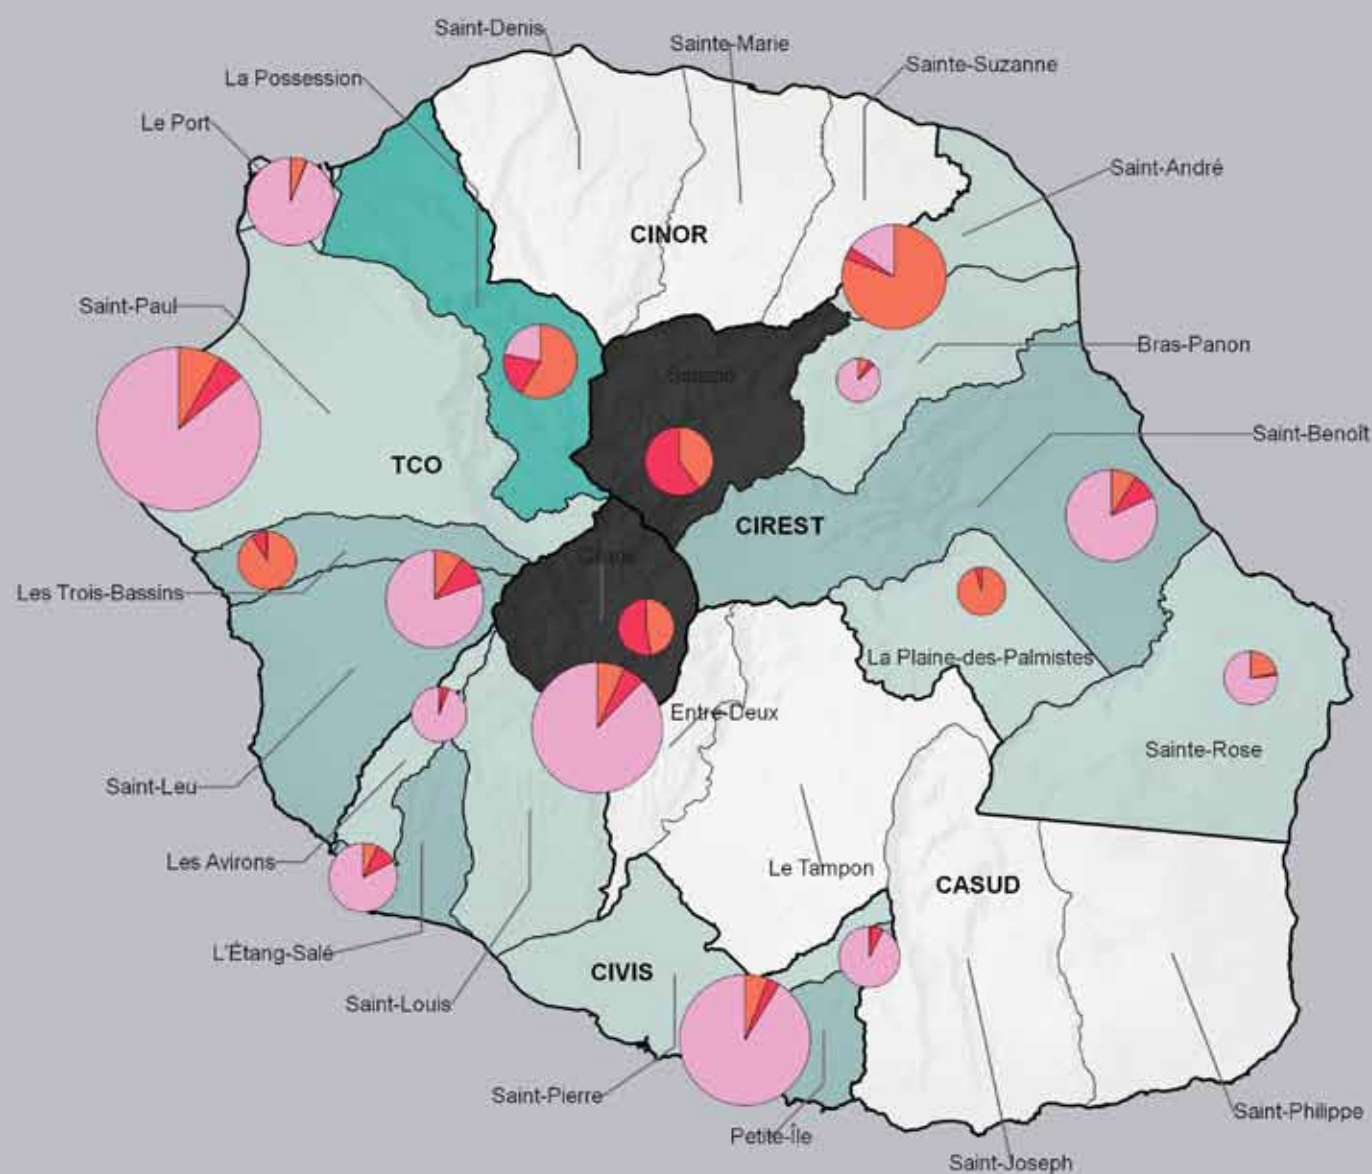 Saint-Denis
Sainte-Marie
Sainte-Suzanne
La Possession
Le Port
Saint-André
CINOR
Saint-Paul
Bras-Panon
Salazie
Saint-Benoît
TCO
CIREST
Cilaos
Les Trois-Bassins
La Plaine-des-Palmistes
Entre-Deux
Sainte-Rose
Saint-Leu
Les Avirons
Le Tampon
CASUD
L'Étang-Salé
CIVIS
Saint-Louis
Saint-Pierre
Saint-Philippe
Petite-Île
Saint-Joseph